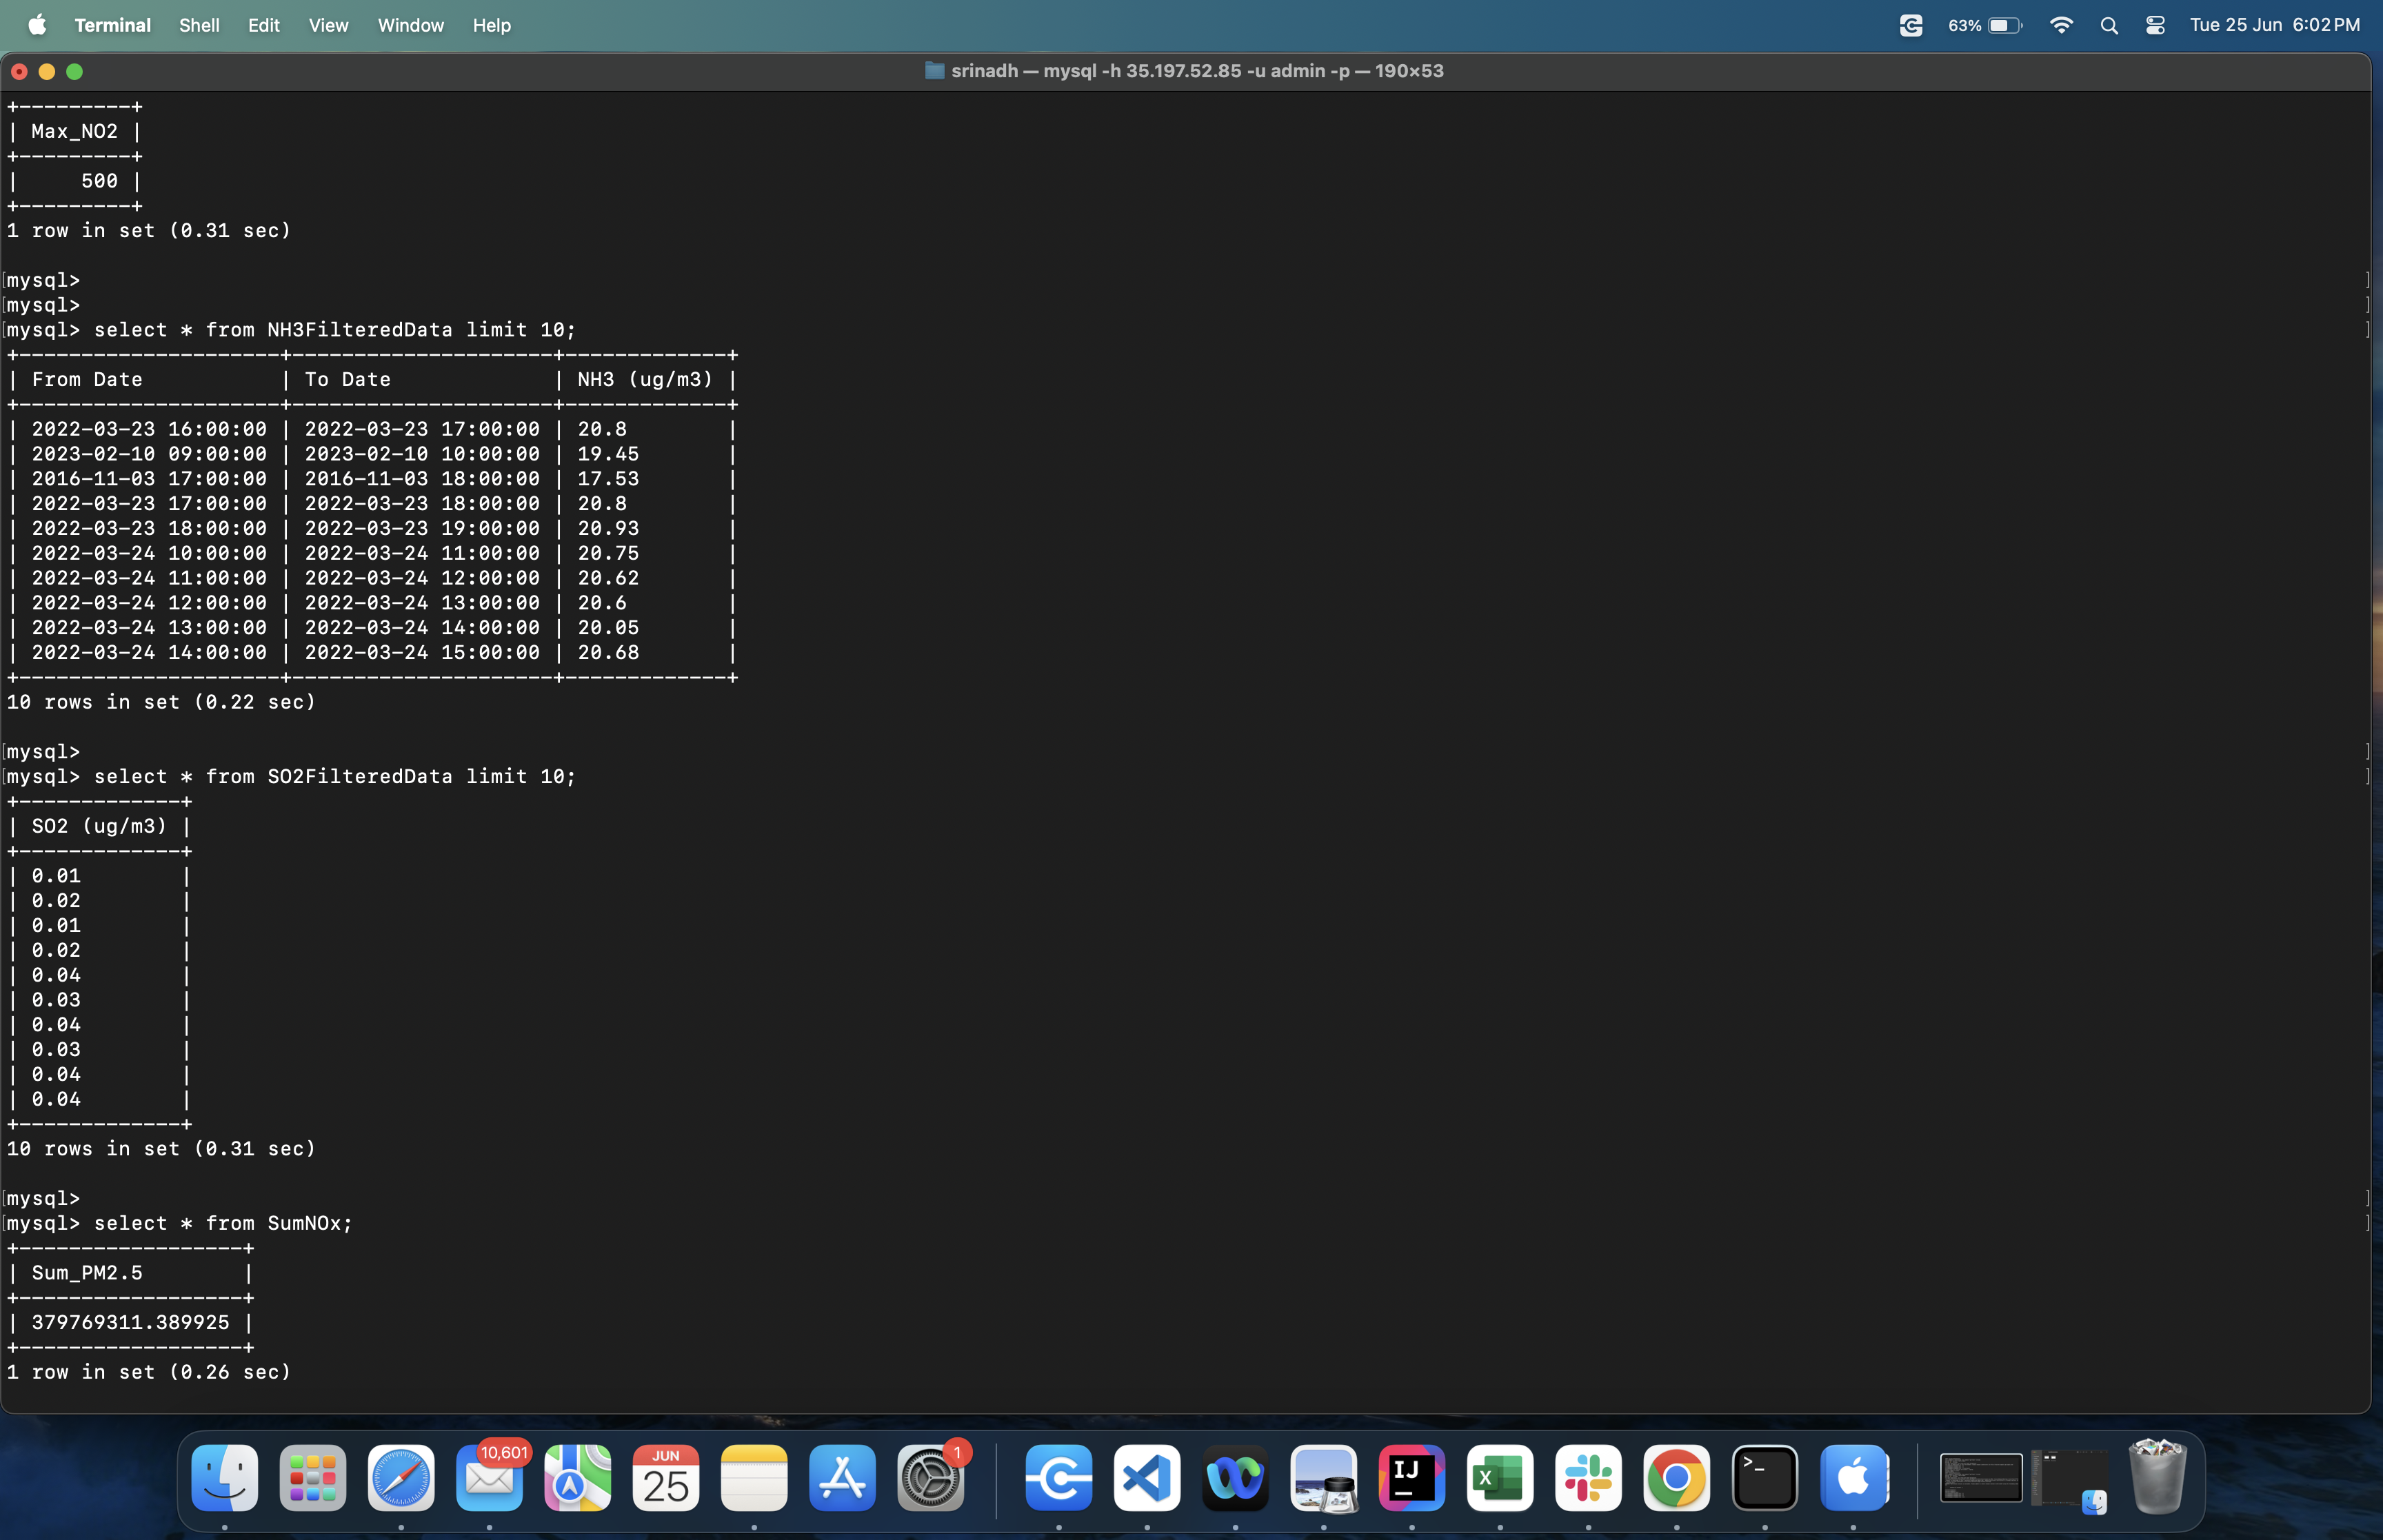 Terminal Shell Edit View Window Help 63% Tue 25 Jun 6:02 PM
srinadh — mysql -h 35.197.52.85 -u admin -p — 190×53
+---------+
| Max_NO2 |
+---------+
|     500 |
+---------+
1 row in set (0.31 sec)
mysql>
mysql>
mysql> select * from NH3FilteredData limit 10;
+---------------------+---------------------+-------------+
| From Date           | To Date             | NH3 (ug/m3) |
+---------------------+---------------------+-------------+
| 2022-03-23 16:00:00 | 2022-03-23 17:00:00 | 20.8        |
| 2023-02-10 09:00:00 | 2023-02-10 10:00:00 | 19.45       |
| 2016-11-03 17:00:00 | 2016-11-03 18:00:00 | 17.53       |
| 2022-03-23 17:00:00 | 2022-03-23 18:00:00 | 20.8        |
| 2022-03-23 18:00:00 | 2022-03-23 19:00:00 | 20.93       |
| 2022-03-24 10:00:00 | 2022-03-24 11:00:00 | 20.75       |
| 2022-03-24 11:00:00 | 2022-03-24 12:00:00 | 20.62       |
| 2022-03-24 12:00:00 | 2022-03-24 13:00:00 | 20.6        |
| 2022-03-24 13:00:00 | 2022-03-24 14:00:00 | 20.05       |
| 2022-03-24 14:00:00 | 2022-03-24 15:00:00 | 20.68       |
+---------------------+---------------------+-------------+
10 rows in set (0.22 sec)
mysql>
mysql> select * from SO2FilteredData limit 10;
+-------------+
| SO2 (ug/m3) |
+-------------+
| 0.01        |
| 0.02        |
| 0.01        |
| 0.02        |
| 0.04        |
| 0.03        |
| 0.04        |
| 0.03        |
| 0.04        |
| 0.04        |
+-------------+
10 rows in set (0.31 sec)
mysql>
mysql> select * from SumNOx;
+------------------+
| Sum_PM2.5        |
+------------------+
| 379769311.389925 |
+------------------+
1 row in set (0.26 sec)
10,601
JUN
25
1
IJ
X
>_